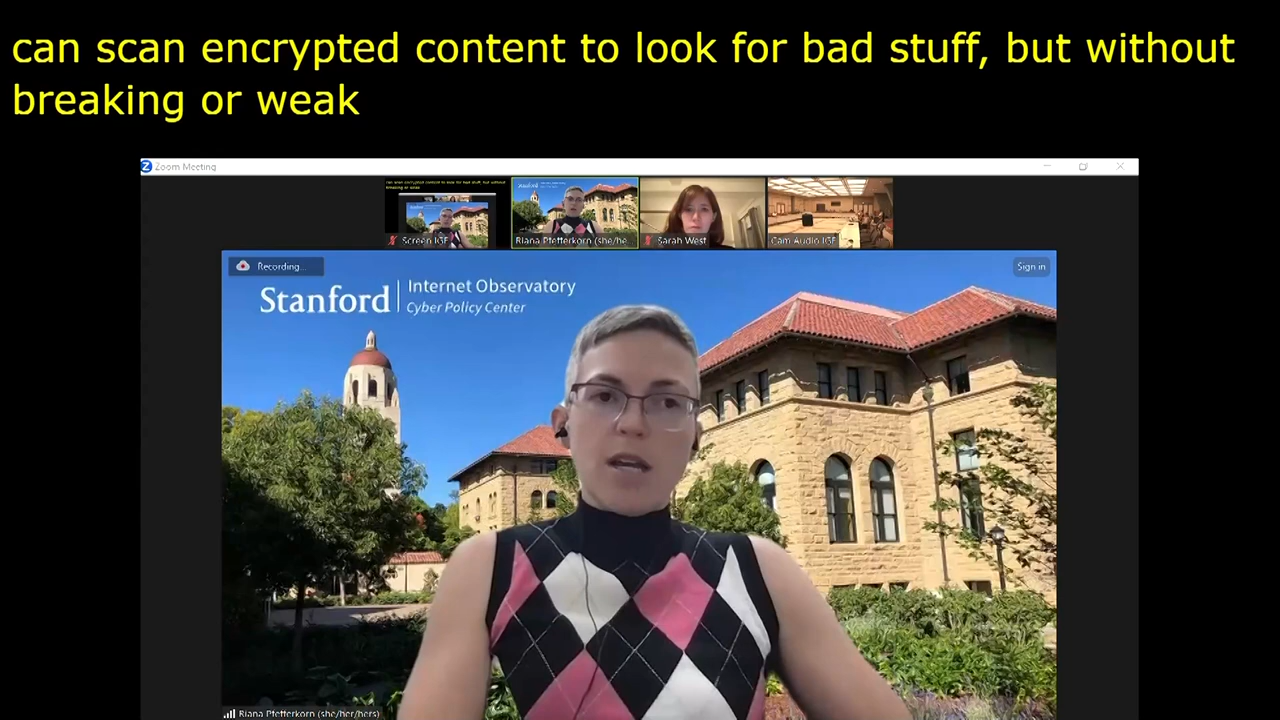 can scan encrypted content to look for bad stuff, but without
breaking or weak
Zoom Meeting
Screen IGF
Riana Pfefferkorn (she/he...
Sarah West
Cam Audio IGF
Recording...
Sign in
Stanford
Internet Observatory
Cyber Policy Center
Riana Pfefferkorn (she/her/hers)